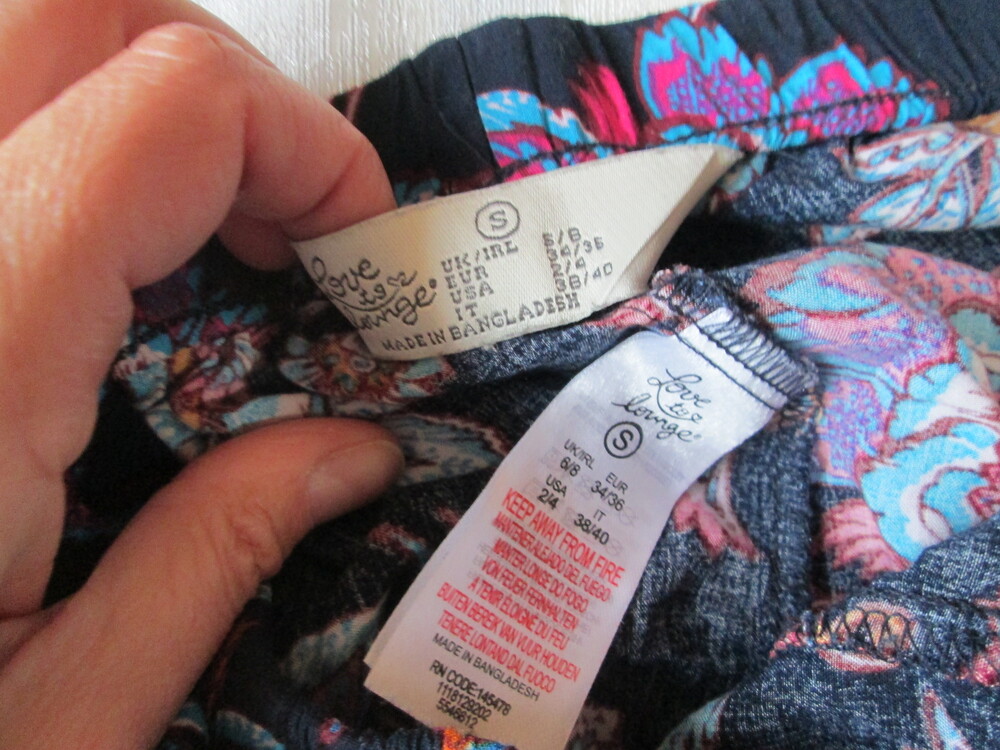 S
Love
to
lounge
UK/IRL 6/8
EUR 34/36
USA 2/4
IT 38/40
MADE IN BANGLADESH
Love
to
lounge
S
UK/IRL EUR
6/8 34/36
USA IT
2/4 38/40
KEEP AWAY FROM FIRE
MANTENER ALEJADO DEL FUEGO
MANTER LONGE DO FOGO
VON FEUER FERNHALTEN
A TENIR ELOIGNE DU FEU
BUITEN BEREIK VAN VUUR HOUDEN
TENERE LONTANO DAL FUOCO
MADE IN BANGLADESH
RN CODE:145478
1118129202
5546612